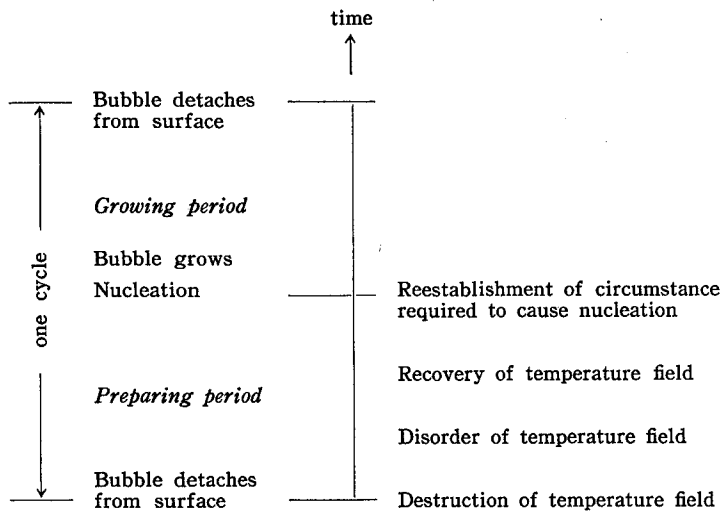 time
Bubble detaches
from surface
Growing period
Bubble grows
Nucleation
Reestablishment of circumstance
required to cause nucleation
one cycle
Recovery of temperature field
Preparing period
Disorder of temperature field
Bubble detaches
from surface
Destruction of temperature field